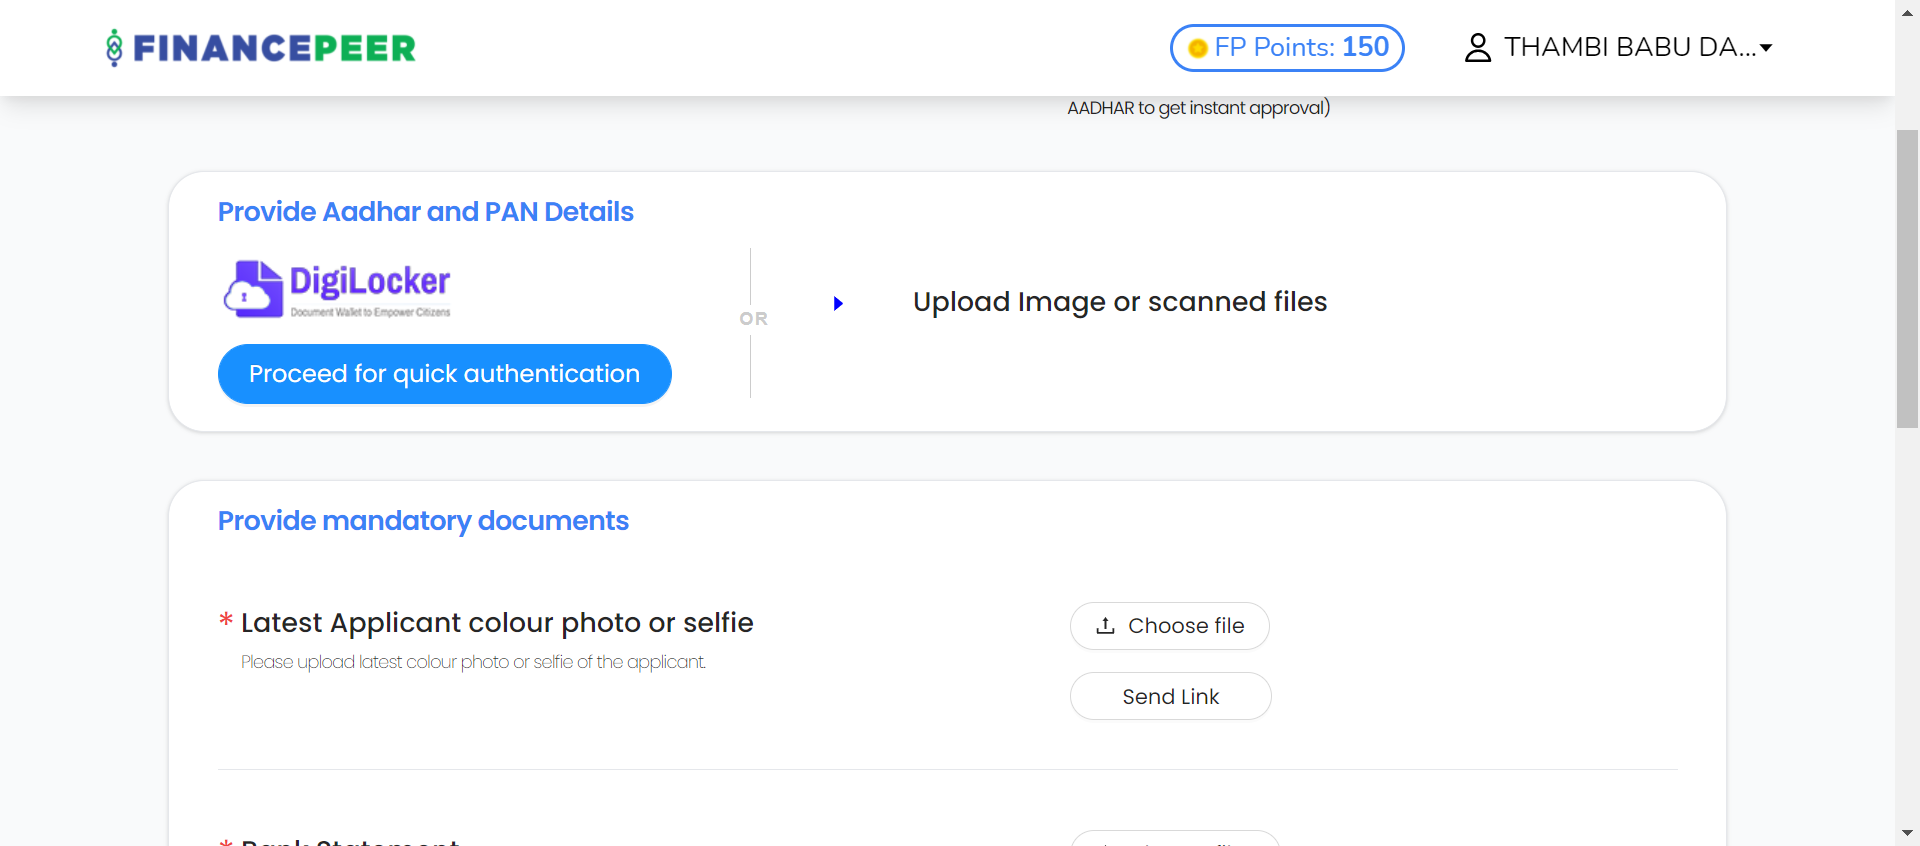 FINANCEPEER
FP Points: 150
THAMBI BABU DA...
AADHAR to get instant approval)
Provide Aadhar and PAN Details
DigiLocker
Document Wallet to Empower Citizens
OR
Upload Image or scanned files
Proceed for quick authentication
Provide mandatory documents
* Latest Applicant colour photo or selfie
Choose file
Please upload latest colour photo or selfie of the applicant.
Send Link
* Bank Statement